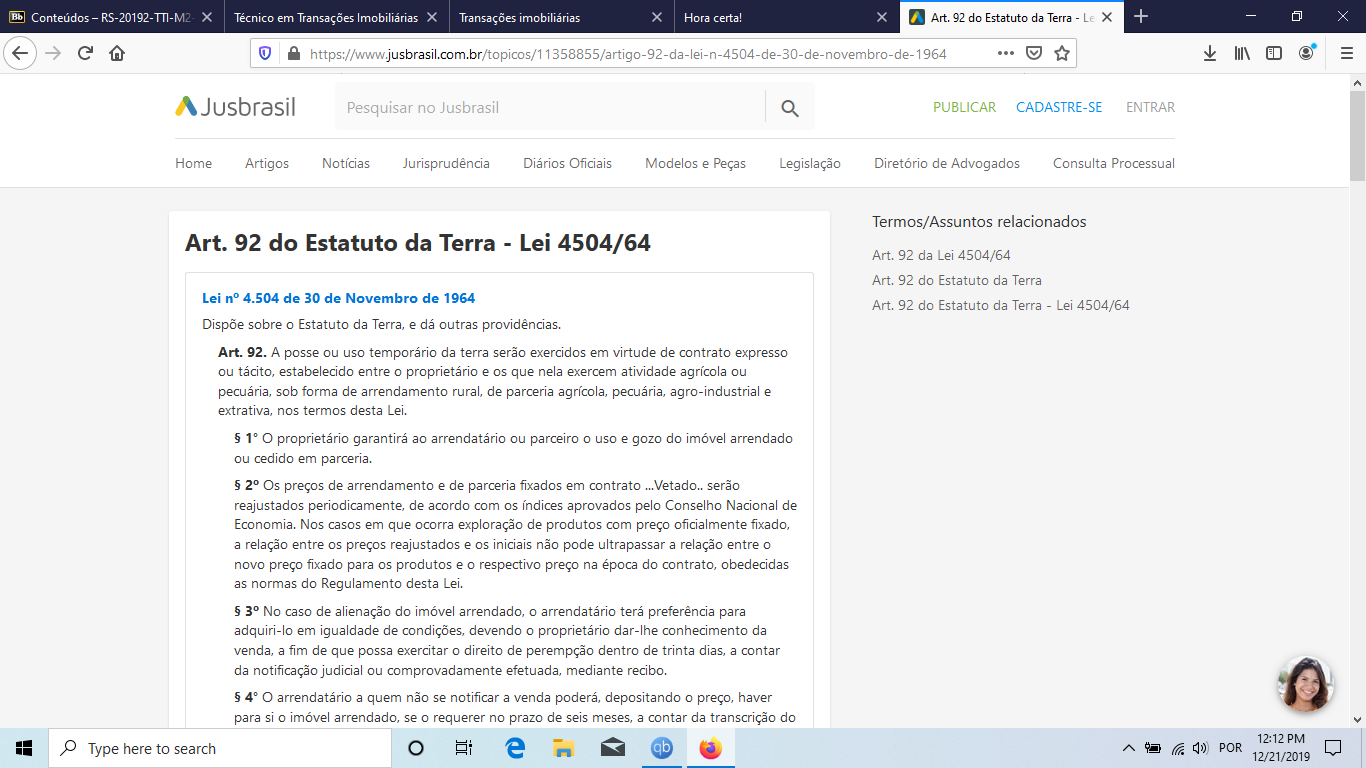 Bb Conteúdos – RS-20192-TTI-M2-
Técnico em Transações Imobiliárias
Transações imobiliárias
Hora certa!
Art. 92 do Estatuto da Terra - Le
https://www.jusbrasil.com.br/topicos/11358855/artigo-92-da-lei-n-4504-de-30-de-novembro-de-1964
Jusbrasil
Pesquisar no Jusbrasil
PUBLICAR CADASTRE-SE ENTRAR
Home Artigos Notícias Jurisprudência Diários Oficiais Modelos e Peças Legislação Diretório de Advogados Consulta Processual
Art. 92 do Estatuto da Terra - Lei 4504/64
Lei nº 4.504 de 30 de Novembro de 1964
Dispõe sobre o Estatuto da Terra, e dá outras providências.
Art. 92. A posse ou uso temporário da terra serão exercidos em virtude de contrato expresso
ou tácito, estabelecido entre o proprietário e os que nela exercem atividade agrícola ou
pecuária, sob forma de arrendamento rural, de parceria agrícola, pecuária, agro-industrial e
extrativa, nos termos desta Lei.
§ 1° O proprietário garantirá ao arrendatário ou parceiro o uso e gozo do imóvel arrendado
ou cedido em parceria.
§ 2º Os preços de arrendamento e de parceria fixados em contrato ...Vetado.. serão
reajustados periodicamente, de acordo com os índices aprovados pelo Conselho Nacional de
Economia. Nos casos em que ocorra exploração de produtos com preço oficialmente fixado,
a relação entre os preços reajustados e os iniciais não pode ultrapassar a relação entre o
novo preço fixado para os produtos e o respectivo preço na época do contrato, obedecidas
as normas do Regulamento desta Lei.
§ 3º No caso de alienação do imóvel arrendado, o arrendatário terá preferência para
adquiri-lo em igualdade de condições, devendo o proprietário dar-lhe conhecimento da
venda, a fim de que possa exercitar o direito de perempção dentro de trinta dias, a contar
da notificação judicial ou comprovadamente efetuada, mediante recibo.
§ 4° O arrendatário a quem não se notificar a venda poderá, depositando o preço, haver
para si o imóvel arrendado, se o requerer no prazo de seis meses, a contar da transcrição do
Termos/Assuntos relacionados
Art. 92 da Lei 4504/64
Art. 92 do Estatuto da Terra
Art. 92 do Estatuto da Terra - Lei 4504/64
Type here to search
qb
POR
12:12 PM
12/21/2019